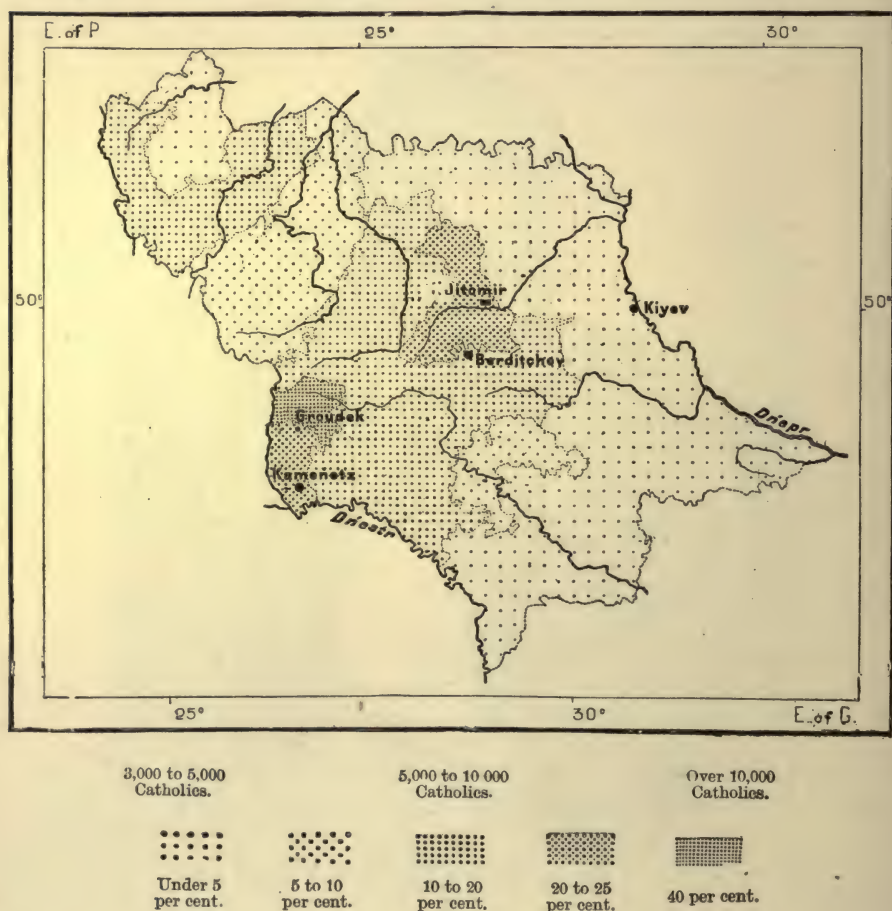 E. of P
25°
30°
50°
50°
Jitomir
Kiyev
Berditchev
Groudek
Kamenetz
Dniepr
Dniestr
25°
30°
E. of G.
3,000 to 5,000
Catholics.
5,000 to 10 000
Catholics.
Over 10,000
Catholics.
Under 5
per cent.
5 to 10
per cent.
10 to 20
per cent.
20 to 25
per cent.
40 per cent.